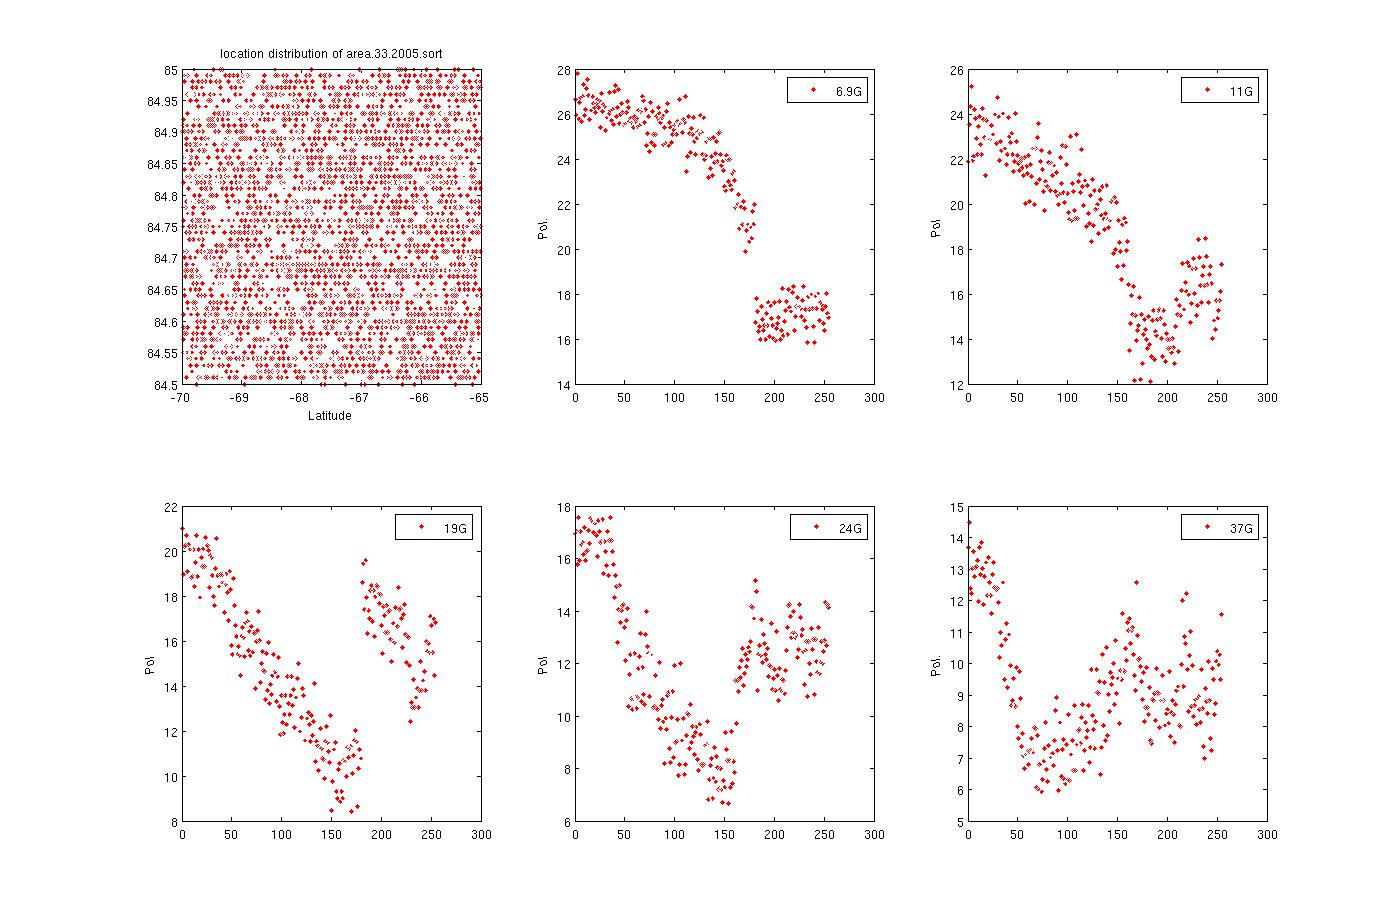 location distribution of area.33.2005.sort
85
84.95
84.9
84.85
84.8
84.75
84.7
84.65
84.6
84.55
84.5
-70 -69 -68 -67 -66 -65
Latitude
28
26
24
22
20
18
16
14
Pol.
6.9G
0 50 100 150 200 250 300
26
24
22
20
18
16
14
12
Pol.
11G
0 50 100 150 200 250 300
22
20
18
16
14
12
10
8
Pol.
19G
0 50 100 150 200 250 300
18
16
14
12
10
8
6
Pol.
24G
0 50 100 150 200 250 300
15
14
13
12
11
10
9
8
7
6
5
Pol.
37G
0 50 100 150 200 250 300